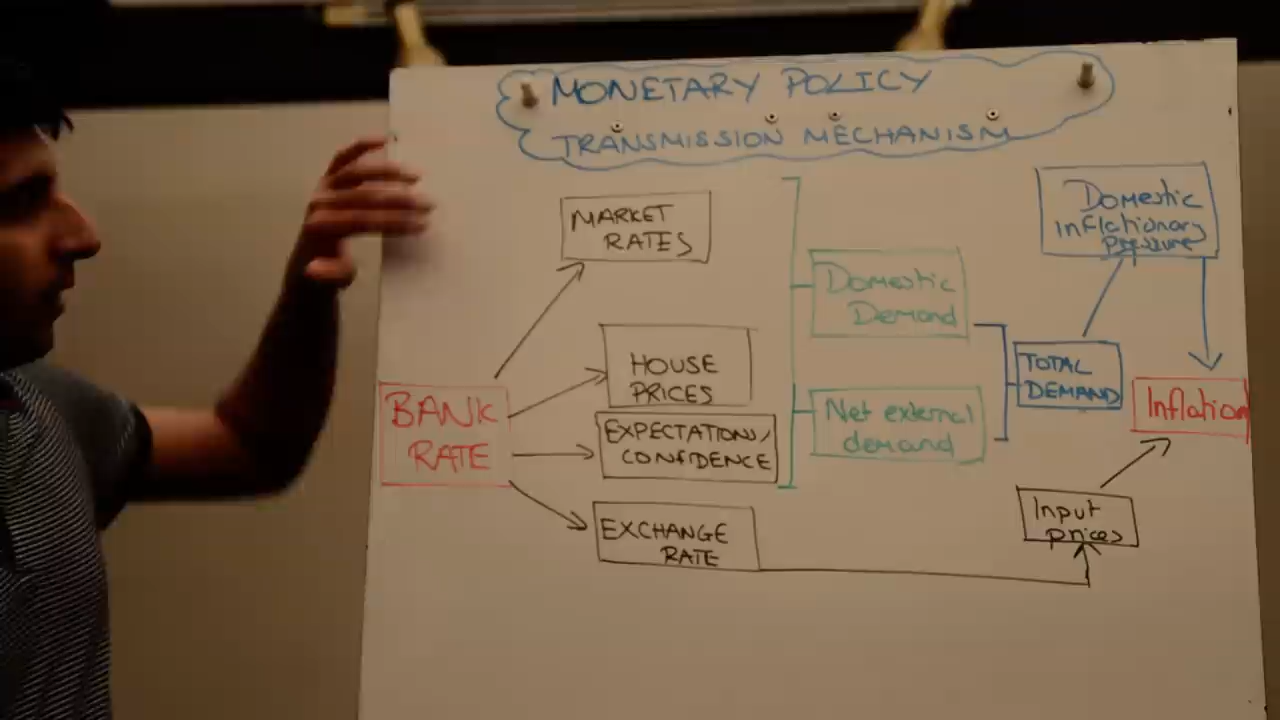 MONETARY POLICY
TRANSMISSION MECHANISM
MARKET
RATES
HOUSE
PRICES
BANK
RATE
EXPECTATIONS/
CONFIDENCE
EXCHANGE
RATE
Domestic
Demand
Net external
demand
TOTAL
DEMAND
Domestic
Inflationary
Pressure
Inflation
Input
prices